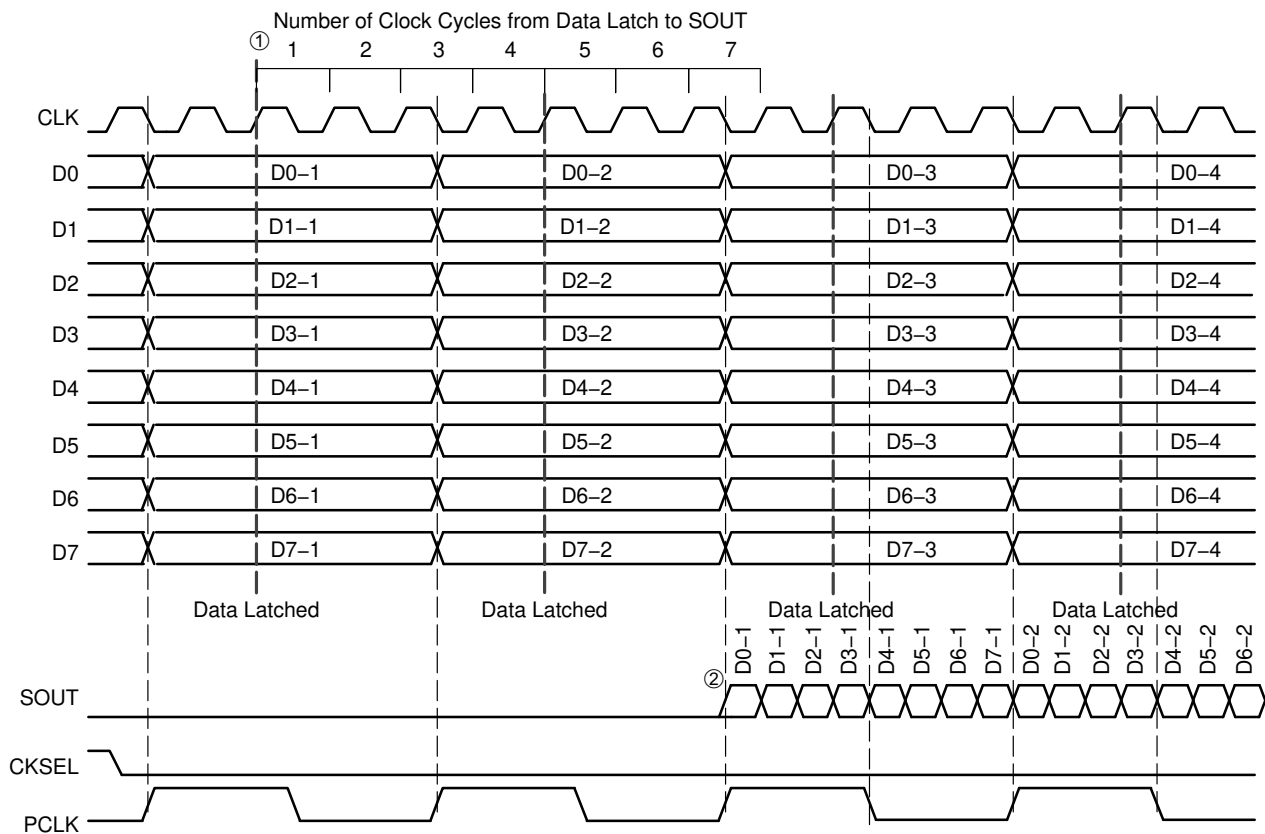 Number of Clock Cycles from Data Latch to SOUT
① 1 2 3 4 5 6 7
CLK
D0 D0−1 D0−2 D0−3 D0−4
D1 D1−1 D1−2 D1−3 D1−4
D2 D2−1 D2−2 D2−3 D2−4
D3 D3−1 D3−2 D3−3 D3−4
D4 D4−1 D4−2 D4−3 D4−4
D5 D5−1 D5−2 D5−3 D5−4
D6 D6−1 D6−2 D6−3 D6−4
D7 D7−1 D7−2 D7−3 D7−4
Data Latched Data Latched Data Latched Data Latched
D0−1 D1−1 D2−1 D3−1 D4−1 D5−1 D6−1 D7−1 D0−2 D1−2 D2−2 D3−2 D4−2 D5−2 D6−2
②
SOUT
CKSEL
PCLK